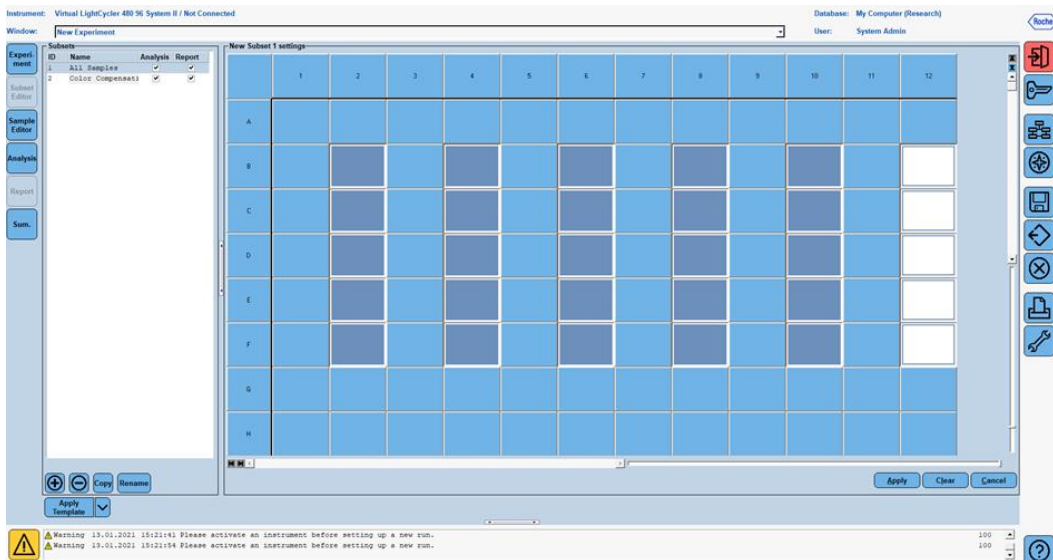 Instrument: Virtual LightCycler 480 96 System II / Not Connected
Database: My Computer (Research)
Window: New Experiment
User: System Admin
Roche
Experi-
ment
Subset
Editor
Sample
Editor
Analysis
Report
Sum.
Subsets
ID Name Analysis Report
1 All Samples
2 Color Compensati
New Subset 1 settings
1 2 3 4 5 6 7 8 9 10 11 12
A
B
C
D
E
F
G
H
Copy Rename
Apply Clear Cancel
Apply
Template
Warning 13.01.2021 15:21:41 Please activate an instrument before setting up a new run. 100
Warning 13.01.2021 15:21:54 Please activate an instrument before setting up a new run. 100